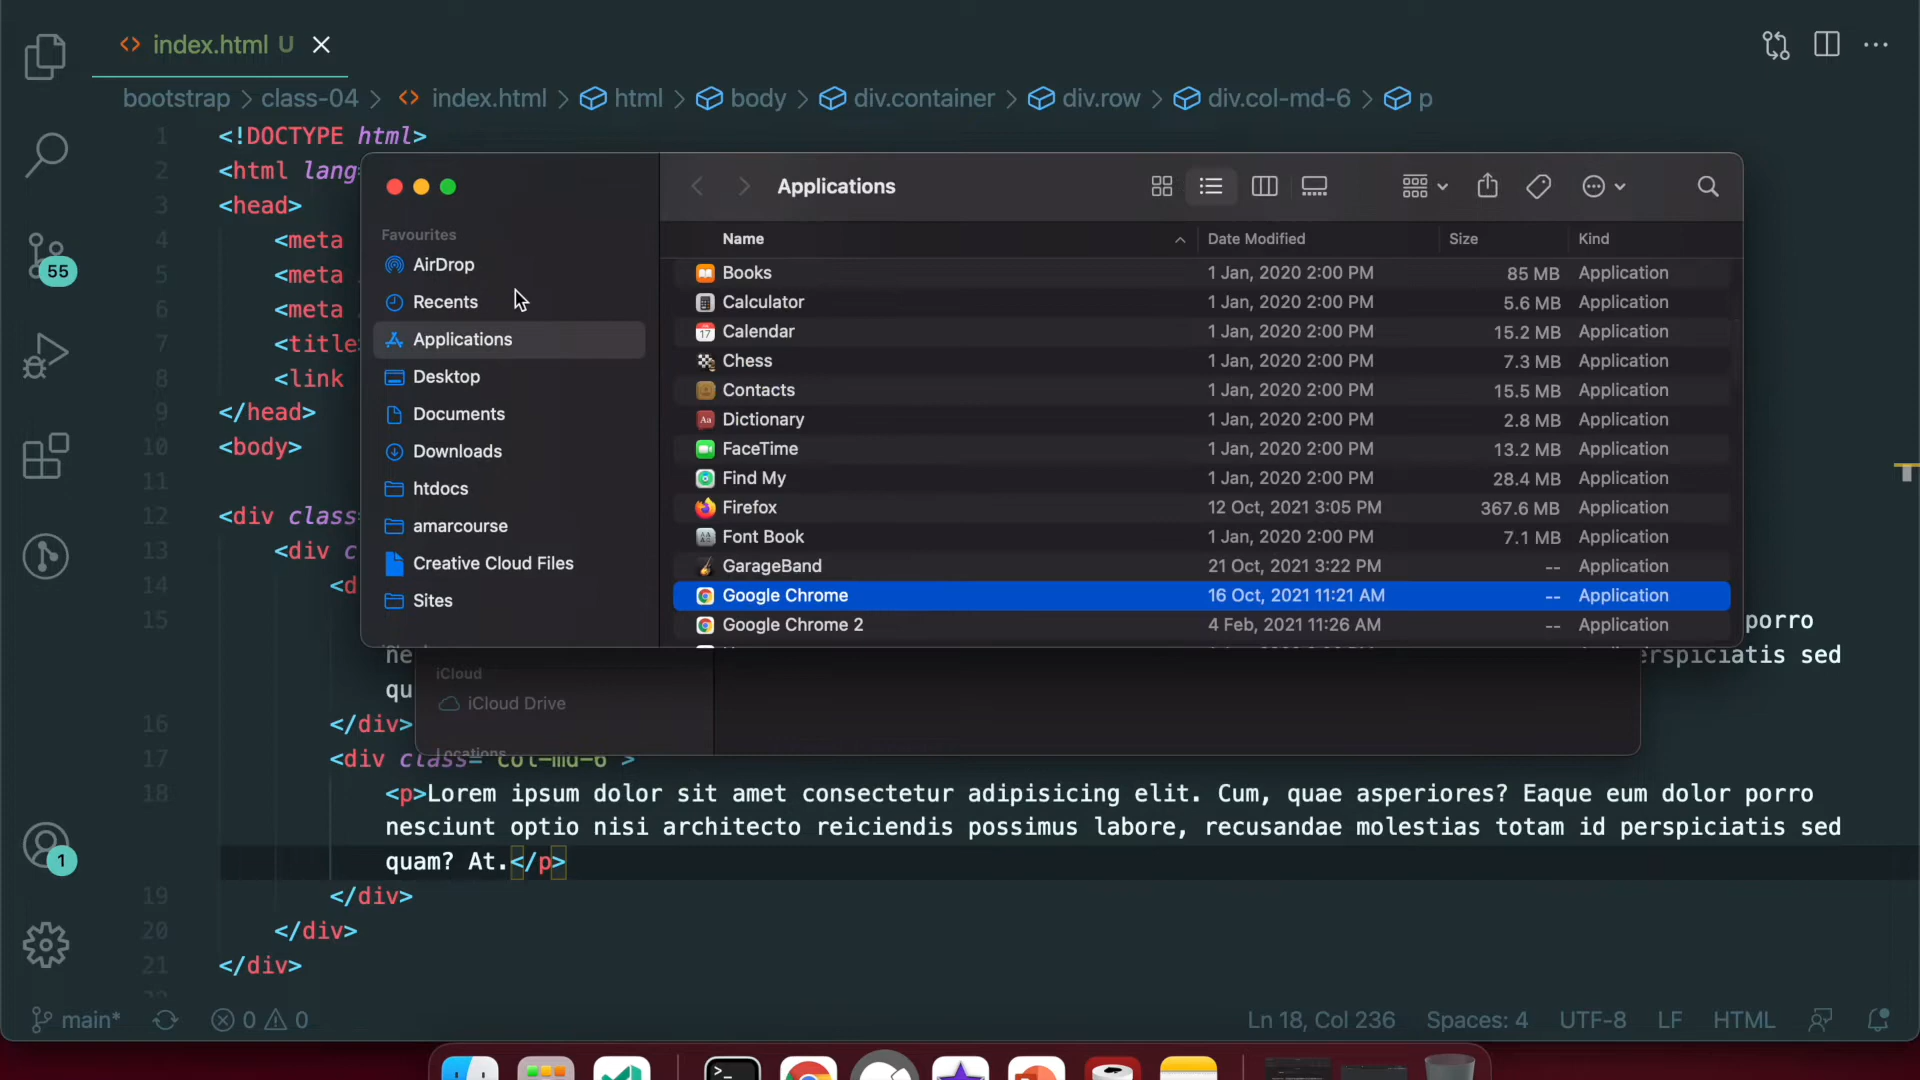 index.html U
bootstrap > class-04 > index.html > html > body > div.container > div.row > div.col-md-6 > p
1 <!DOCTYPE html>
2 <html lang
3 <head>
4 <meta
5 <meta
6 <meta
7 <title
8 <link
9 </head>
10 <body>
11
12 <div class
13 <div c
14 <d
15
porro
ne
erspiciatis sed
qu
16 </div>
17 <div class="col-md-6">
18 <p>Lorem ipsum dolor sit amet consectetur adipisicing elit. Cum, quae asperiores? Eaque eum dolor porro
nesciunt optio nisi architecto reiciendis possimus labore, recusandae molestias totam id perspiciatis sed
quam? At.</p>
19 </div>
20 </div>
21 </div>
55
1
Applications
Favourites
AirDrop
Recents
Applications
Desktop
Documents
Downloads
htdocs
amarcourse
Creative Cloud Files
Sites
Name Date Modified Size Kind
Books 1 Jan, 2020 2:00 PM 85 MB Application
Calculator 1 Jan, 2020 2:00 PM 5.6 MB Application
Calendar 1 Jan, 2020 2:00 PM 15.2 MB Application
Chess 1 Jan, 2020 2:00 PM 7.3 MB Application
Contacts 1 Jan, 2020 2:00 PM 15.5 MB Application
Dictionary 1 Jan, 2020 2:00 PM 2.8 MB Application
FaceTime 1 Jan, 2020 2:00 PM 13.2 MB Application
Find My 1 Jan, 2020 2:00 PM 28.4 MB Application
Firefox 12 Oct, 2021 3:05 PM 367.6 MB Application
Font Book 1 Jan, 2020 2:00 PM 7.1 MB Application
GarageBand 21 Oct, 2021 3:22 PM -- Application
Google Chrome 16 Oct, 2021 11:21 AM -- Application
Google Chrome 2 4 Feb, 2021 11:26 AM -- Application
iCloud
iCloud Drive
Locations
main* 0 0 Ln 18, Col 236 Spaces: 4 UTF-8 LF HTML